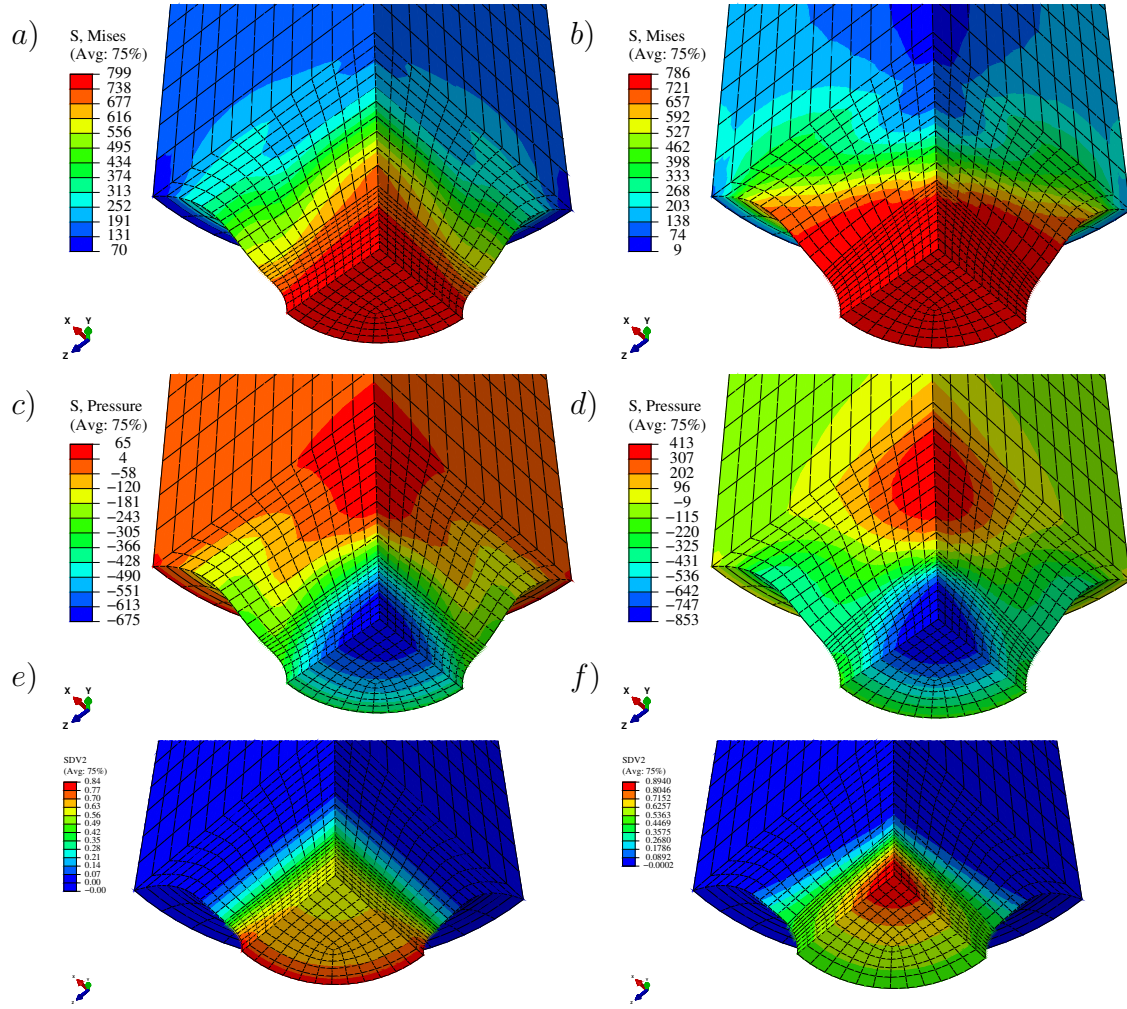 a)
S, Mises
(Avg: 75%)
799
738
677
616
556
495
434
374
313
252
191
131
70
X Y
Z
b)
S, Mises
(Avg: 75%)
786
721
657
592
527
462
398
333
268
203
138
74
9
X Y
Z
c)
S, Pressure
(Avg: 75%)
65
4
−58
−120
−181
−243
−305
−366
−428
−490
−551
−613
−675
X Y
Z
d)
S, Pressure
(Avg: 75%)
413
307
202
96
−9
−115
−220
−325
−431
−536
−642
−747
−853
X Y
Z
e)
SDV2
(Avg: 75%)
0.84
0.77
0.70
0.63
0.56
0.49
0.42
0.35
0.28
0.21
0.14
0.07
0.00
−0.00
X Y
Z
f)
SDV2
(Avg: 75%)
0.8940
0.8046
0.7152
0.6257
0.5363
0.4469
0.3575
0.2680
0.1786
0.0892
−0.0002
X Y
Z